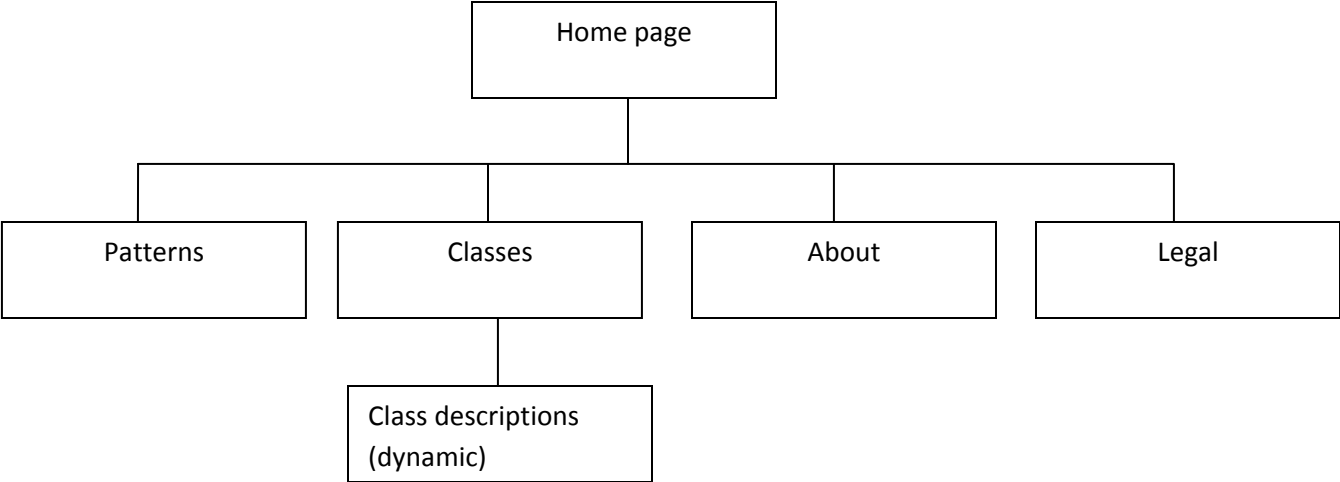 Home page
Patterns
Classes
About
Legal
Class descriptions
(dynamic)